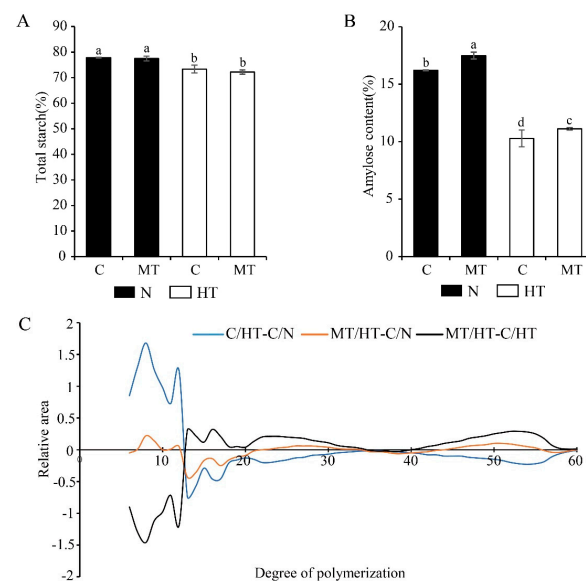 A
90
80
70
60
50
40
30
20
10
0
Total starch(%)
a
a
b
b
C
MT
C
MT
N
HT
B
20
15
10
5
0
Amylose content(%)
b
a
d
c
C
MT
C
MT
N
HT
C
2
1.5
1
0.5
0
-0.5
-1
-1.5
-2
Relative area
C/HT-C/N
MT/HT-C/N
MT/HT-C/HT
0
10
20
30
40
50
60
Degree of polymerization